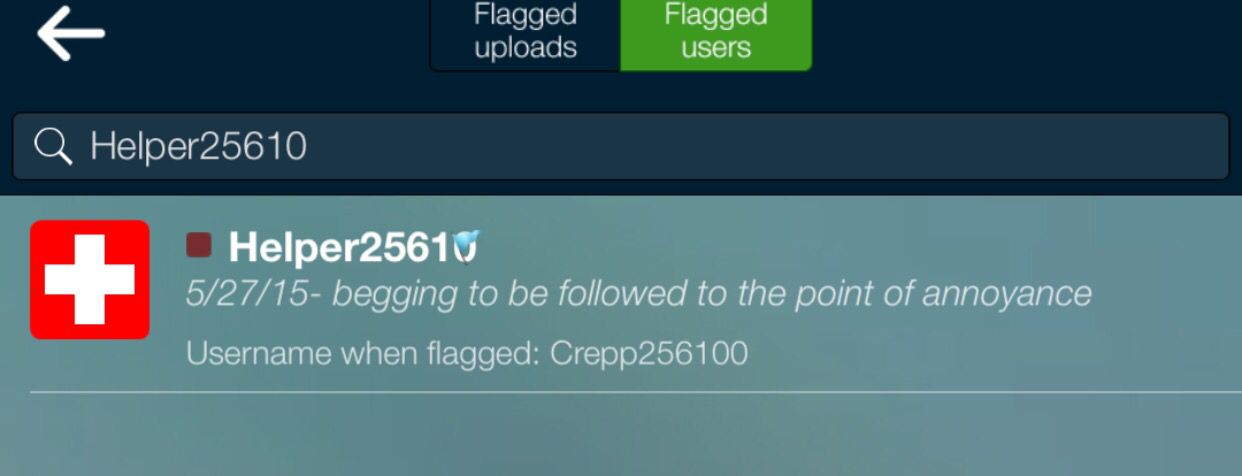 Flagged uploads
Flagged users
Helper25610
Helper25610
5/27/15- begging to be followed to the point of annoyance
Username when flagged: Crepp256100